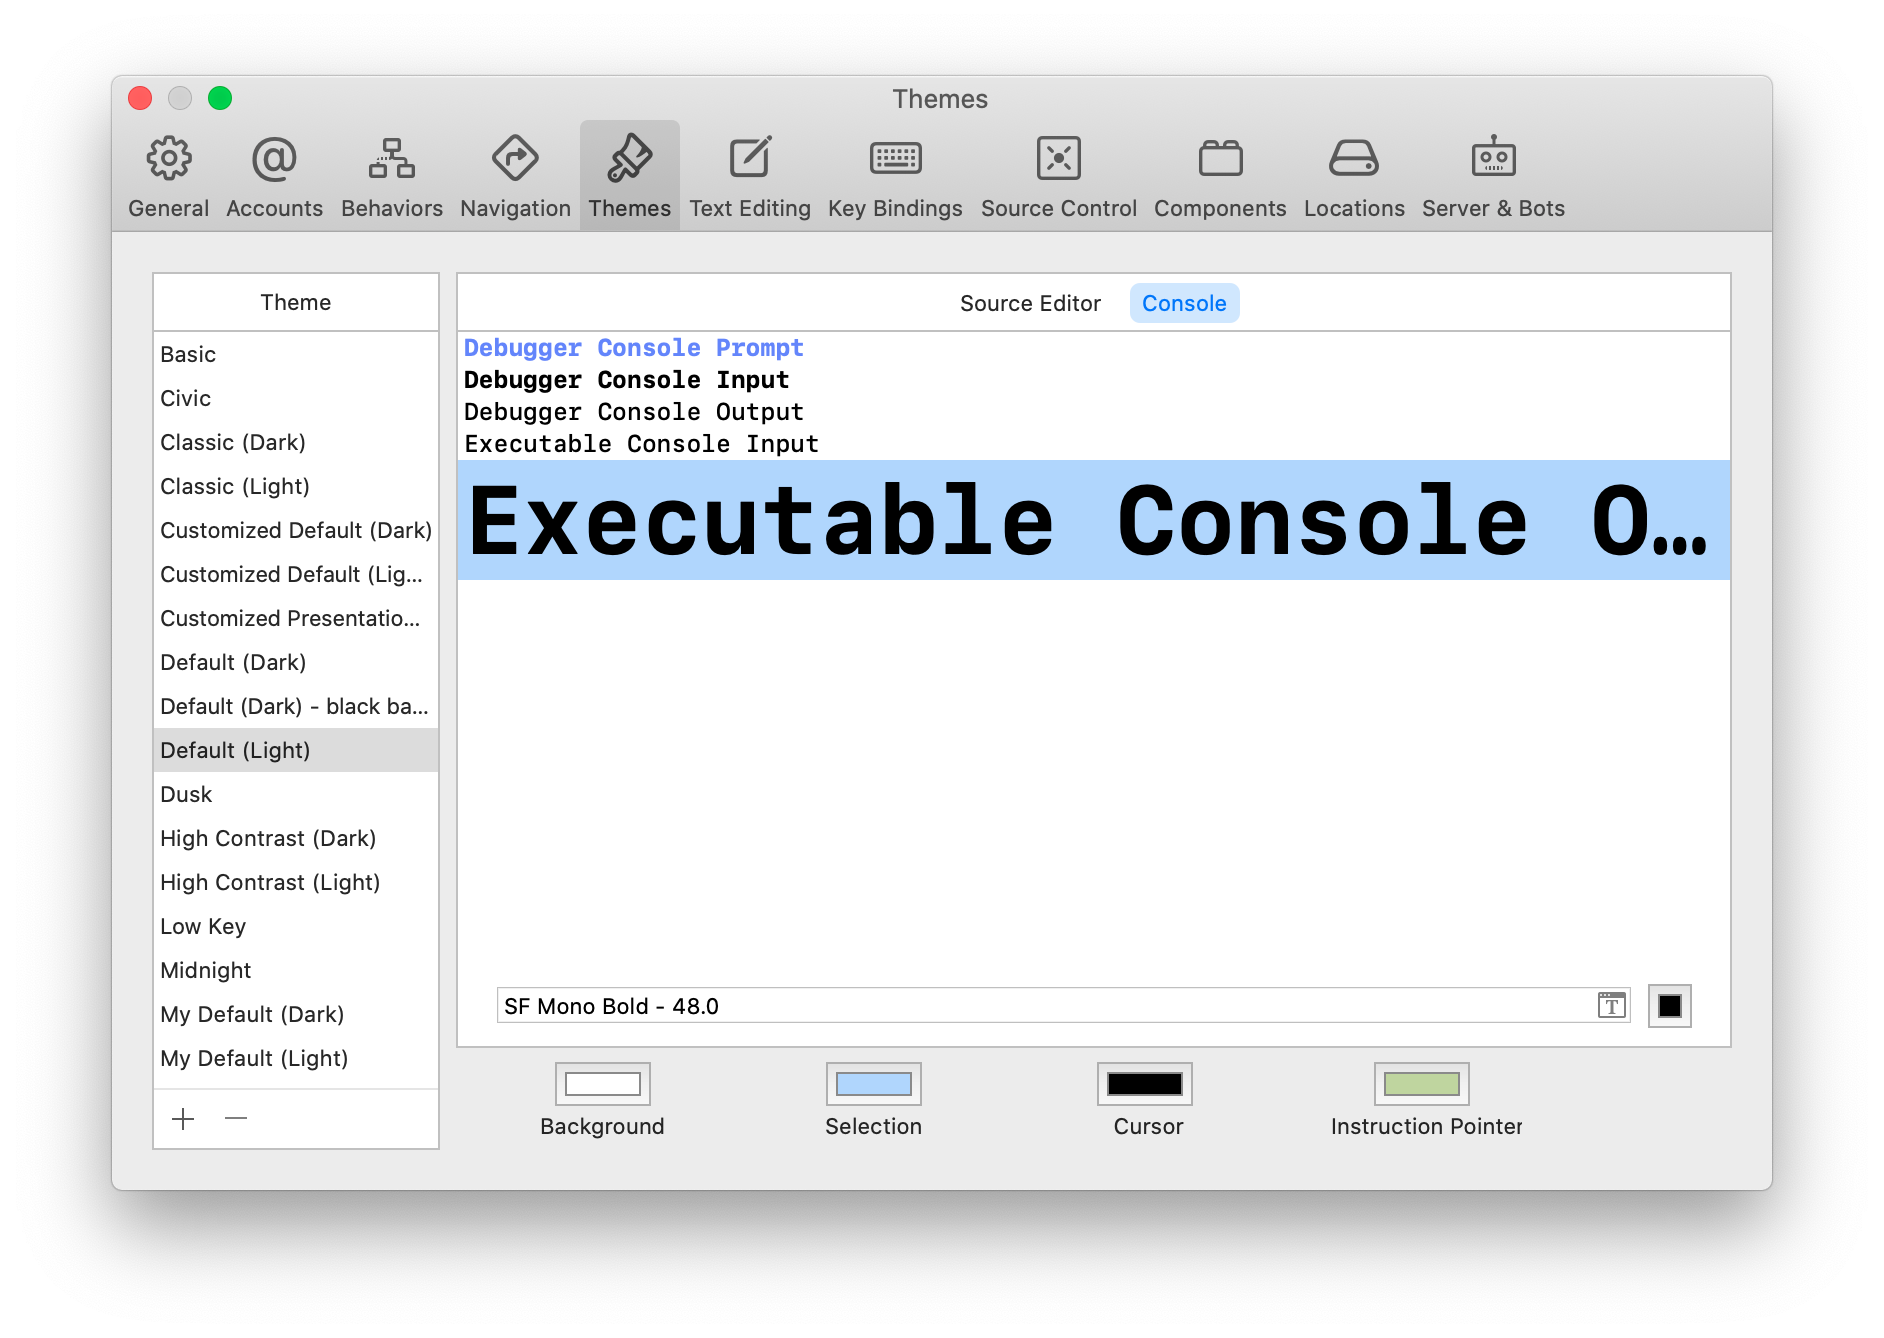 Themes
General
Accounts
Behaviors
Navigation
Themes
Text Editing
Key Bindings
Source Control
Components
Locations
Server & Bots
Theme
Basic
Civic
Classic (Dark)
Classic (Light)
Customized Default (Dark)
Customized Default (Lig...
Customized Presentatio...
Default (Dark)
Default (Dark) - black ba...
Default (Light)
Dusk
High Contrast (Dark)
High Contrast (Light)
Low Key
Midnight
My Default (Dark)
My Default (Light)
Source Editor
Console
Debugger Console Prompt
Debugger Console Input
Debugger Console Output
Executable Console Input
Executable Console O…
SF Mono Bold - 48.0
T
Background
Selection
Cursor
Instruction Pointer